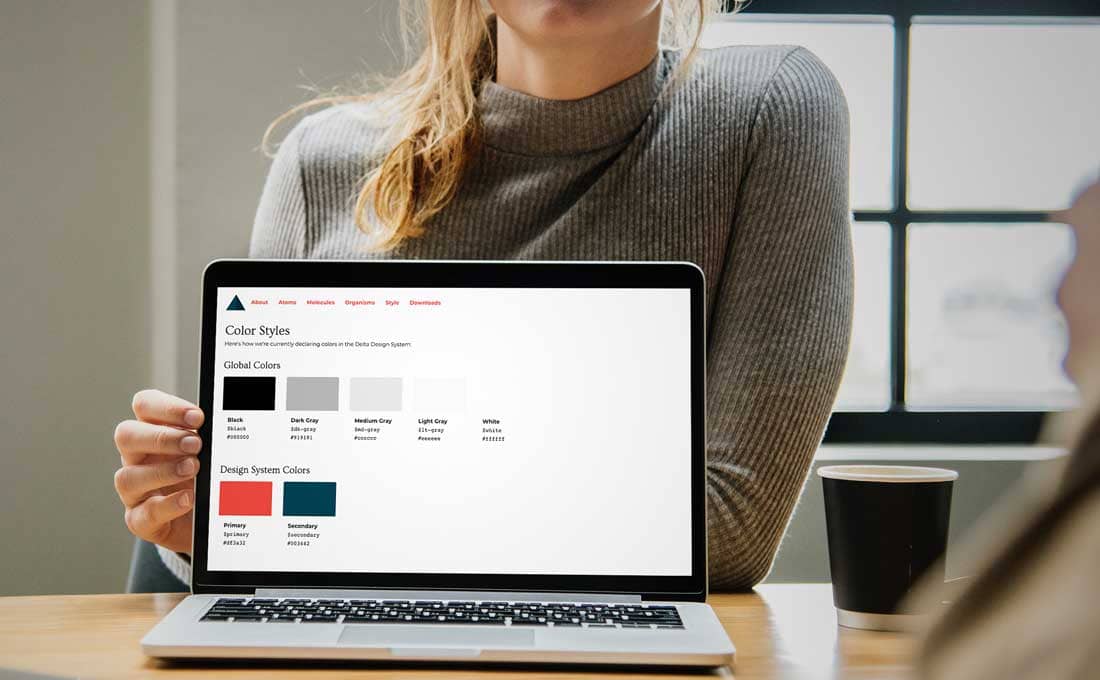 About Atoms Molecules Organisms Style Downloads
Color Styles
Here's how we're currently declaring colors in the Delta Design System:
Global Colors
Black Dark Gray Medium Gray Light Gray White
$black $dk-gray $md-gray $lt-gray $white
#000000 #919191 #cccccc #eeeeee #ffffff
Design System Colors
Primary Secondary
$primary $secondary
#df3a32 #003442